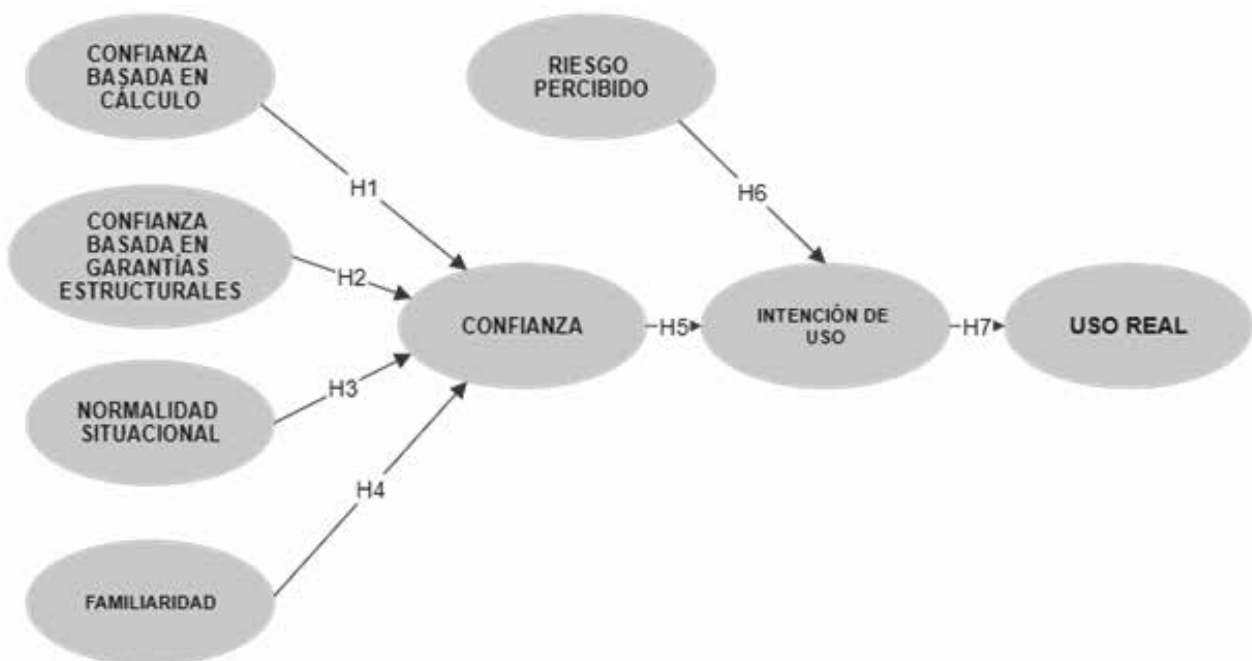 CONFIANZA
BASADA EN
CÁLCULO
RIESGO
PERCIBIDO
H1
H6
CONFIANZA
BASADA EN
GARANTÍAS
ESTRUCTURALES
H2
CONFIANZA
H5
INTENCIÓN DE
USO
H7
USO REAL
H3
NORMALIDAD
SITUACIONAL
H4
FAMILIARIDAD